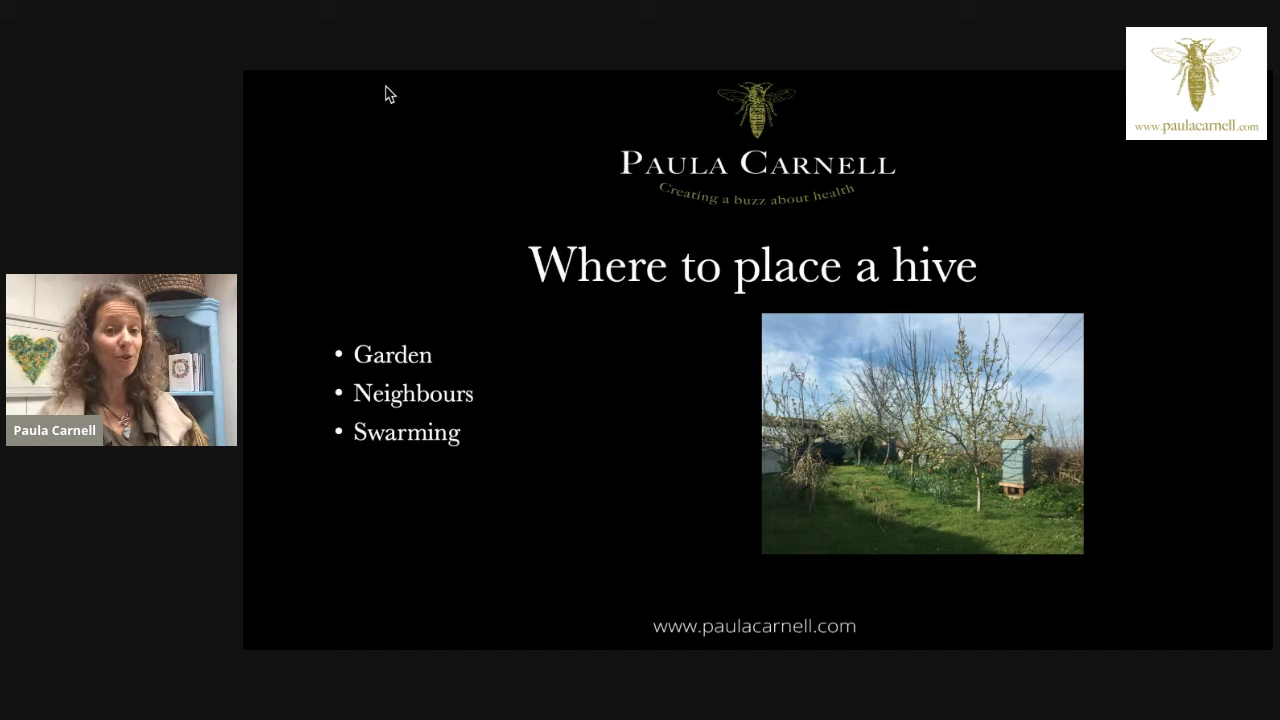 www.paulacarnell.com
PAULA CARNELL
Creating a buzz about health
Where to place a hive
• Garden
• Neighbours
• Swarming
Paula Carnell
www.paulacarnell.com